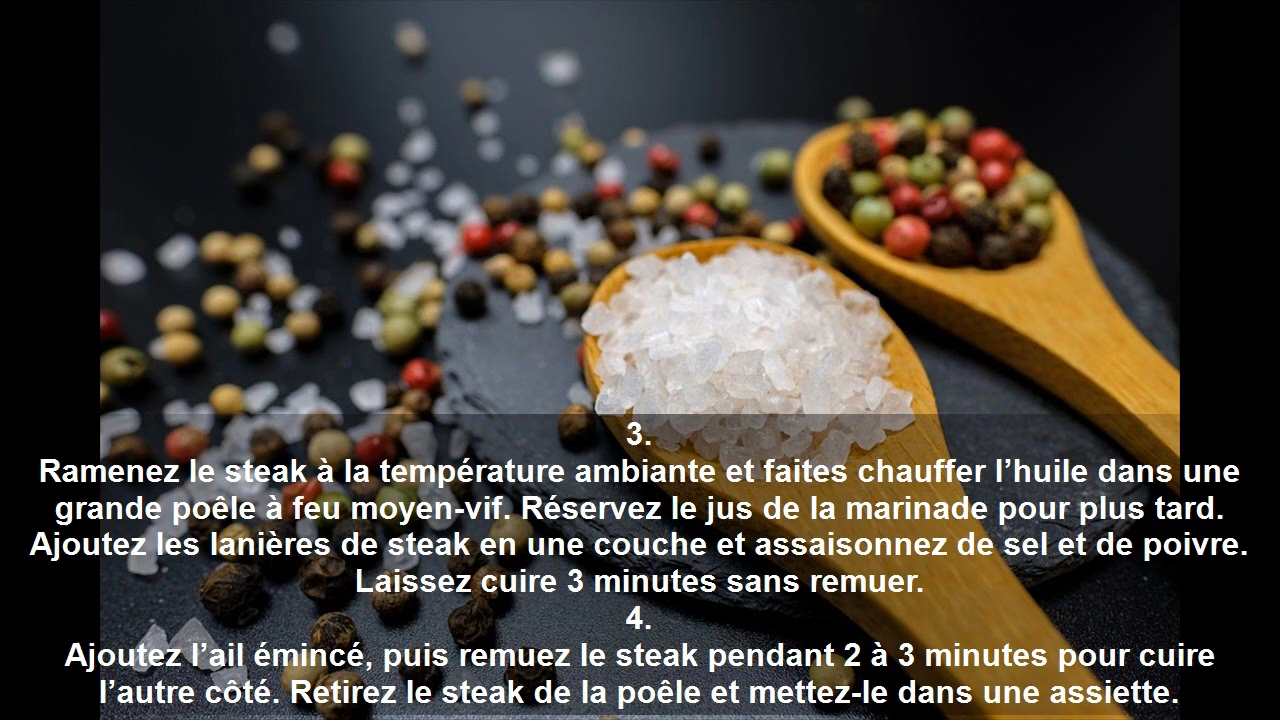 3.
Ramenez le steak à la température ambiante et faites chauffer l’huile dans une
grande poêle à feu moyen-vif. Réservez le jus de la marinade pour plus tard.
Ajoutez les lanières de steak en une couche et assaisonnez de sel et de poivre.
Laissez cuire 3 minutes sans remuer.
4.
Ajoutez l’ail émincé, puis remuez le steak pendant 2 à 3 minutes pour cuire
l’autre côté. Retirez le steak de la poêle et mettez-le dans une assiette.